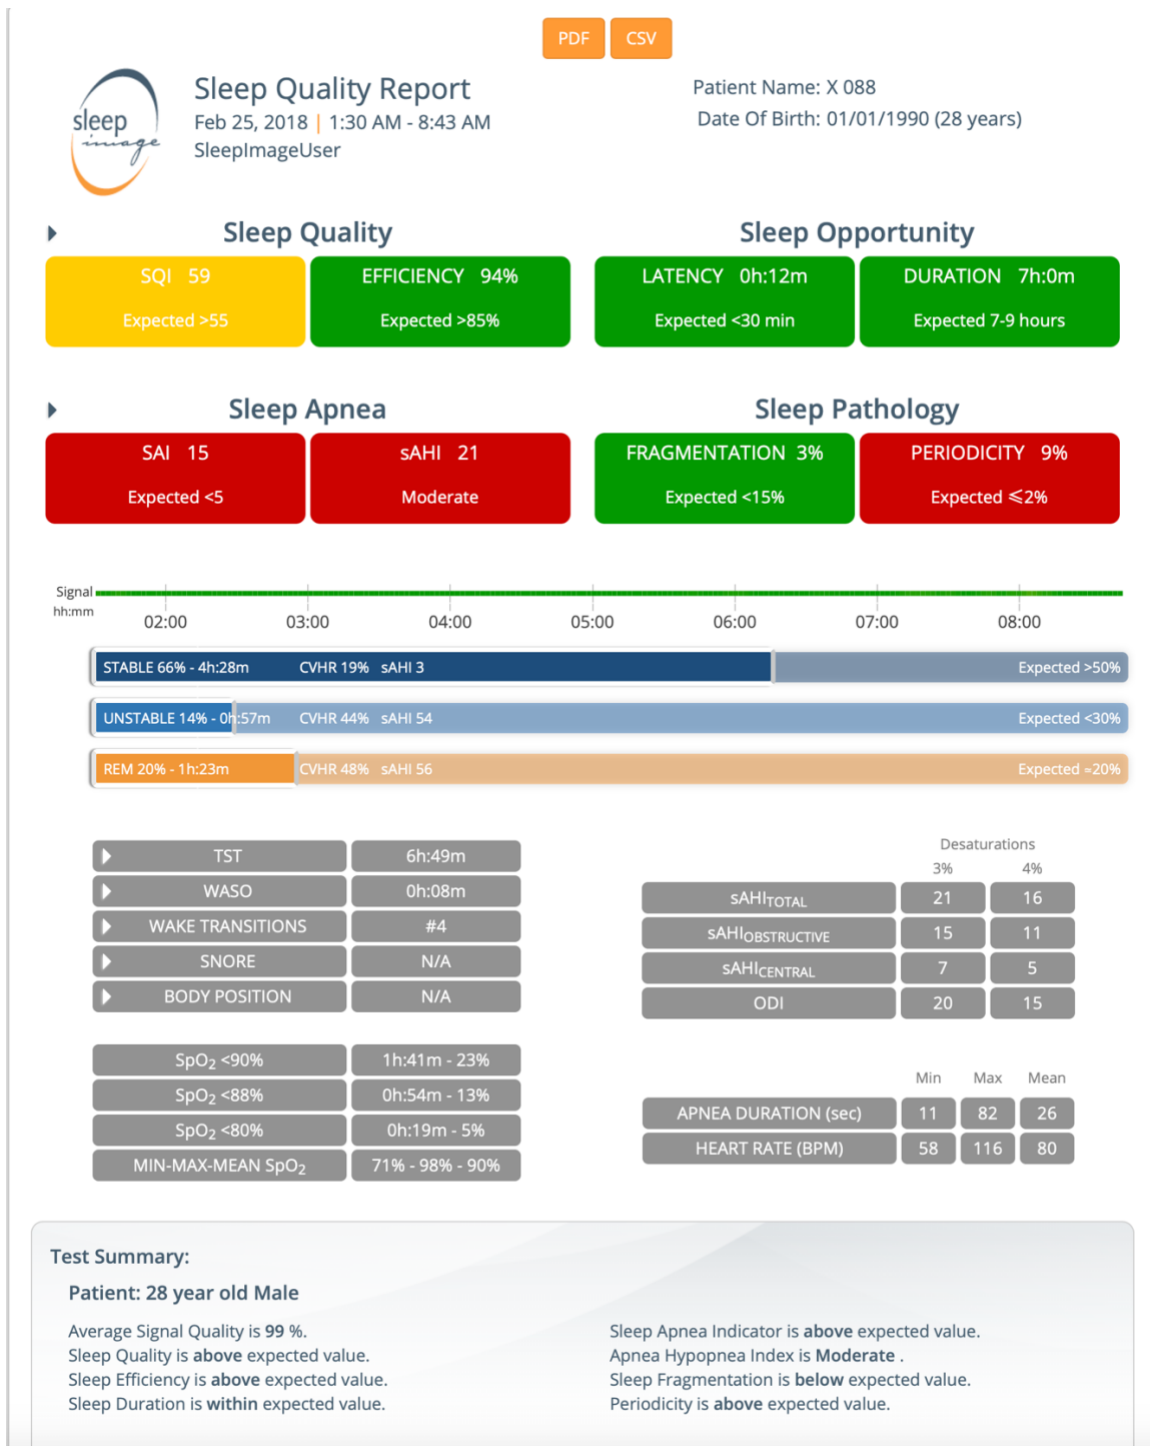 PDF CSV
sleep image
Sleep Quality Report
Feb 25, 2018 | 1:30 AM - 8:43 AM
SleepImageUser
Patient Name: X 088
Date Of Birth: 01/01/1990 (28 years)
Sleep Quality
SQI 59
Expected >55
EFFICIENCY 94%
Expected >85%
Sleep Opportunity
LATENCY 0h:12m
Expected <30 min
DURATION 7h:0m
Expected 7-9 hours
Sleep Apnea
SAI 15
Expected <5
sAHI 21
Moderate
Sleep Pathology
FRAGMENTATION 3%
Expected <15%
PERIODICITY 9%
Expected ⩽2%
Signal
hh:mm
02:00 03:00 04:00 05:00 06:00 07:00 08:00
STABLE 66% - 4h:28m CVHR 19% sAHI 3 Expected >50%
UNSTABLE 14% - 0h:57m CVHR 44% sAHI 54 Expected <30%
REM 20% - 1h:23m CVHR 48% sAHI 56 Expected ≈20%
TST 6h:49m
WASO 0h:08m
WAKE TRANSITIONS #4
SNORE N/A
BODY POSITION N/A
SpO2 <90% 1h:41m - 23%
SpO2 <88% 0h:54m - 13%
SpO2 <80% 0h:19m - 5%
MIN-MAX-MEAN SpO2 71% - 98% - 90%
Desaturations
3% 4%
sAHITOTAL 21 16
sAHIOBSTRUCTIVE 15 11
sAHICENTRAL 7 5
ODI 20 15
Min Max Mean
APNEA DURATION (sec) 11 82 26
HEART RATE (BPM) 58 116 80
Test Summary:
Patient: 28 year old Male
Average Signal Quality is 99 %.
Sleep Quality is above expected value.
Sleep Efficiency is above expected value.
Sleep Duration is within expected value.
Sleep Apnea Indicator is above expected value.
Apnea Hypopnea Index is Moderate .
Sleep Fragmentation is below expected value.
Periodicity is above expected value.